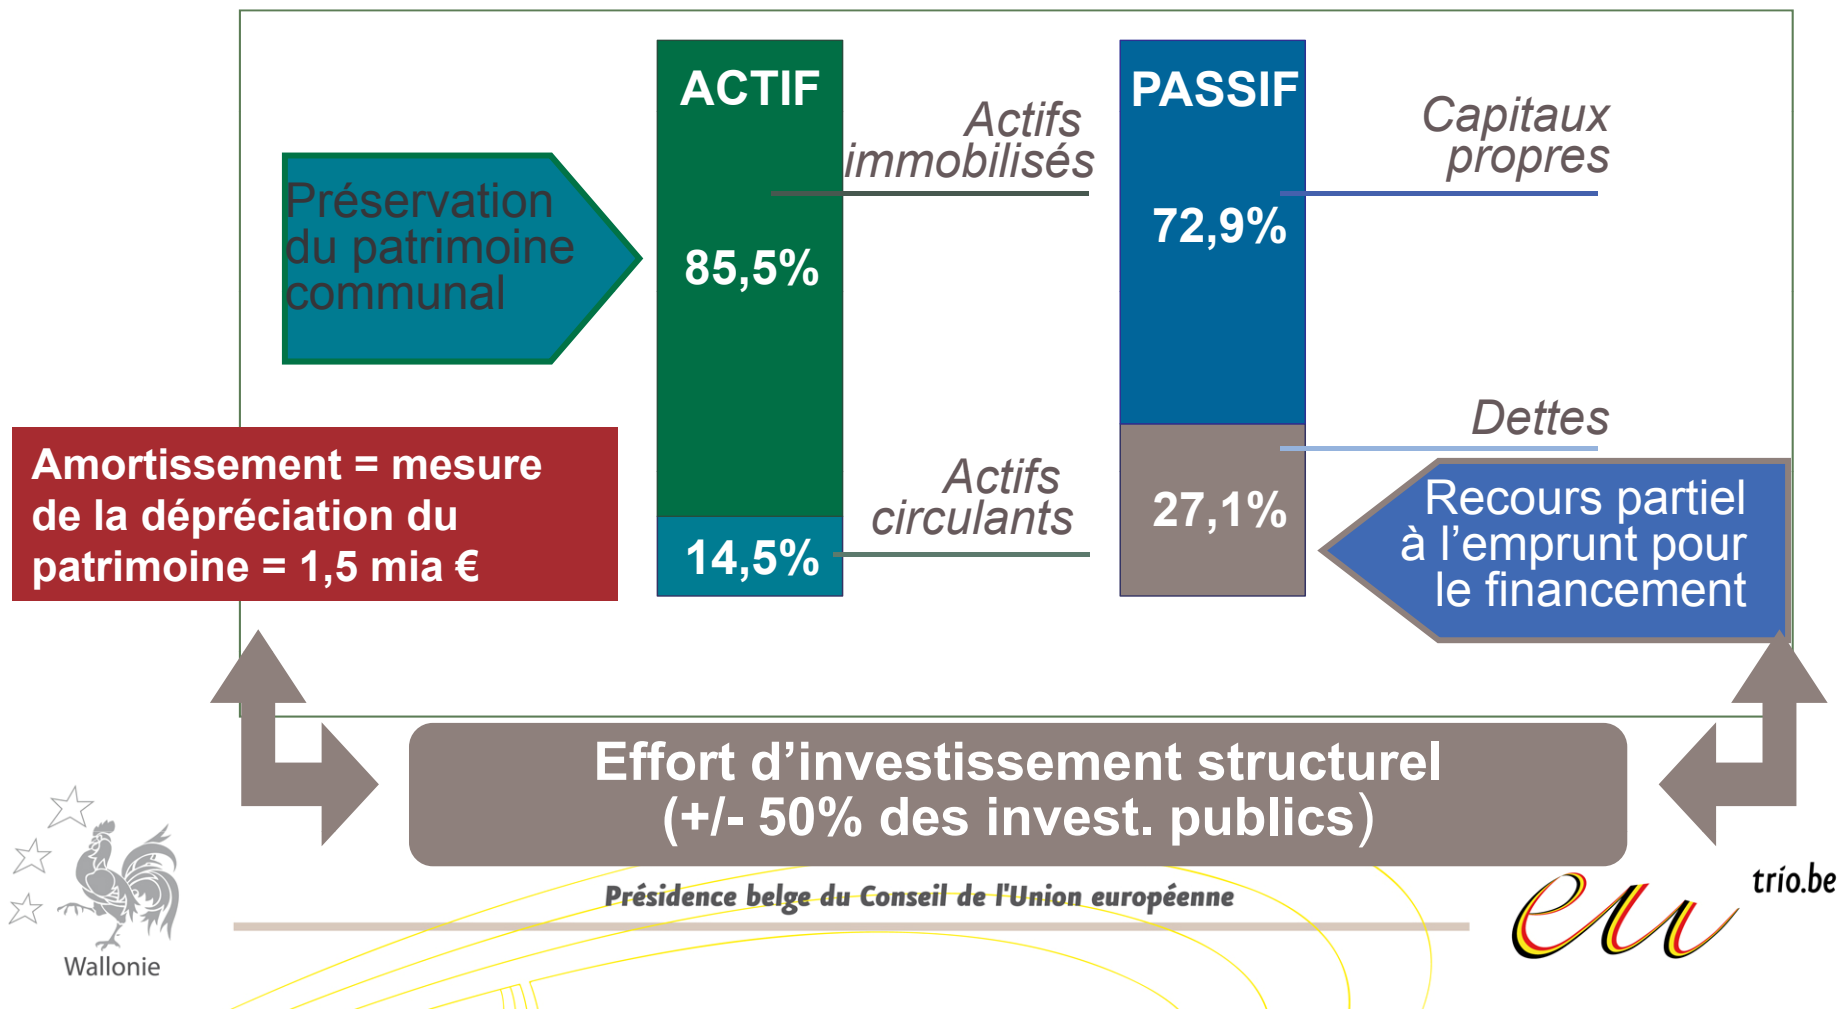 ACTIF
PASSIF
Actifs
immobilisés
Capitaux
propres
Préservation
du patrimoine
communal
85,5%
72,9%
Dettes
Amortissement = mesure
de la dépréciation du
patrimoine = 1,5 mia €
Actifs
circulants
14,5%
27,1%
Recours partiel
à l’emprunt pour
le financement
Effort d’investissement structurel
(+/- 50% des invest. publics)
Présidence belge du Conseil de l'Union européenne
Wallonie
eu
trio.be